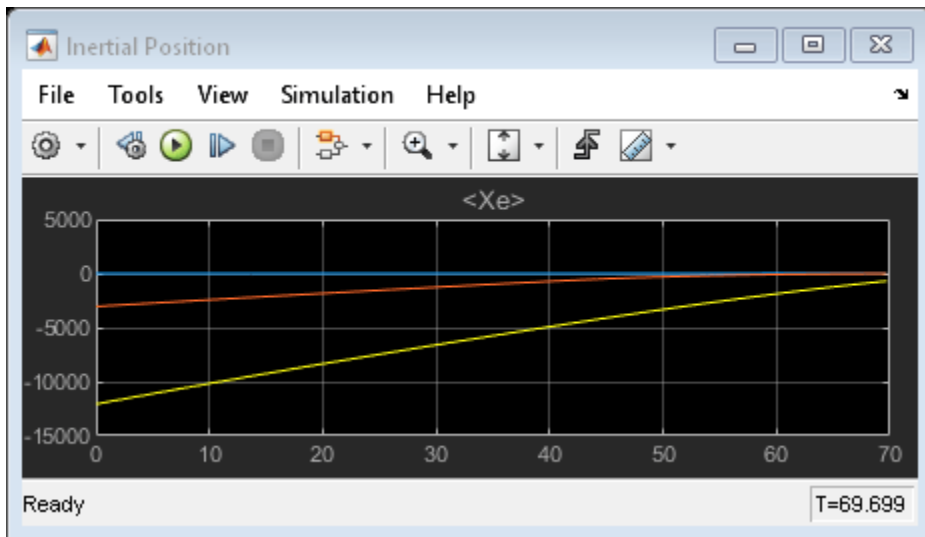 Inertial Position
File Tools View Simulation Help
<Xe>
5000
0
-5000
-10000
-15000
0 10 20 30 40 50 60 70
Ready T=69.699